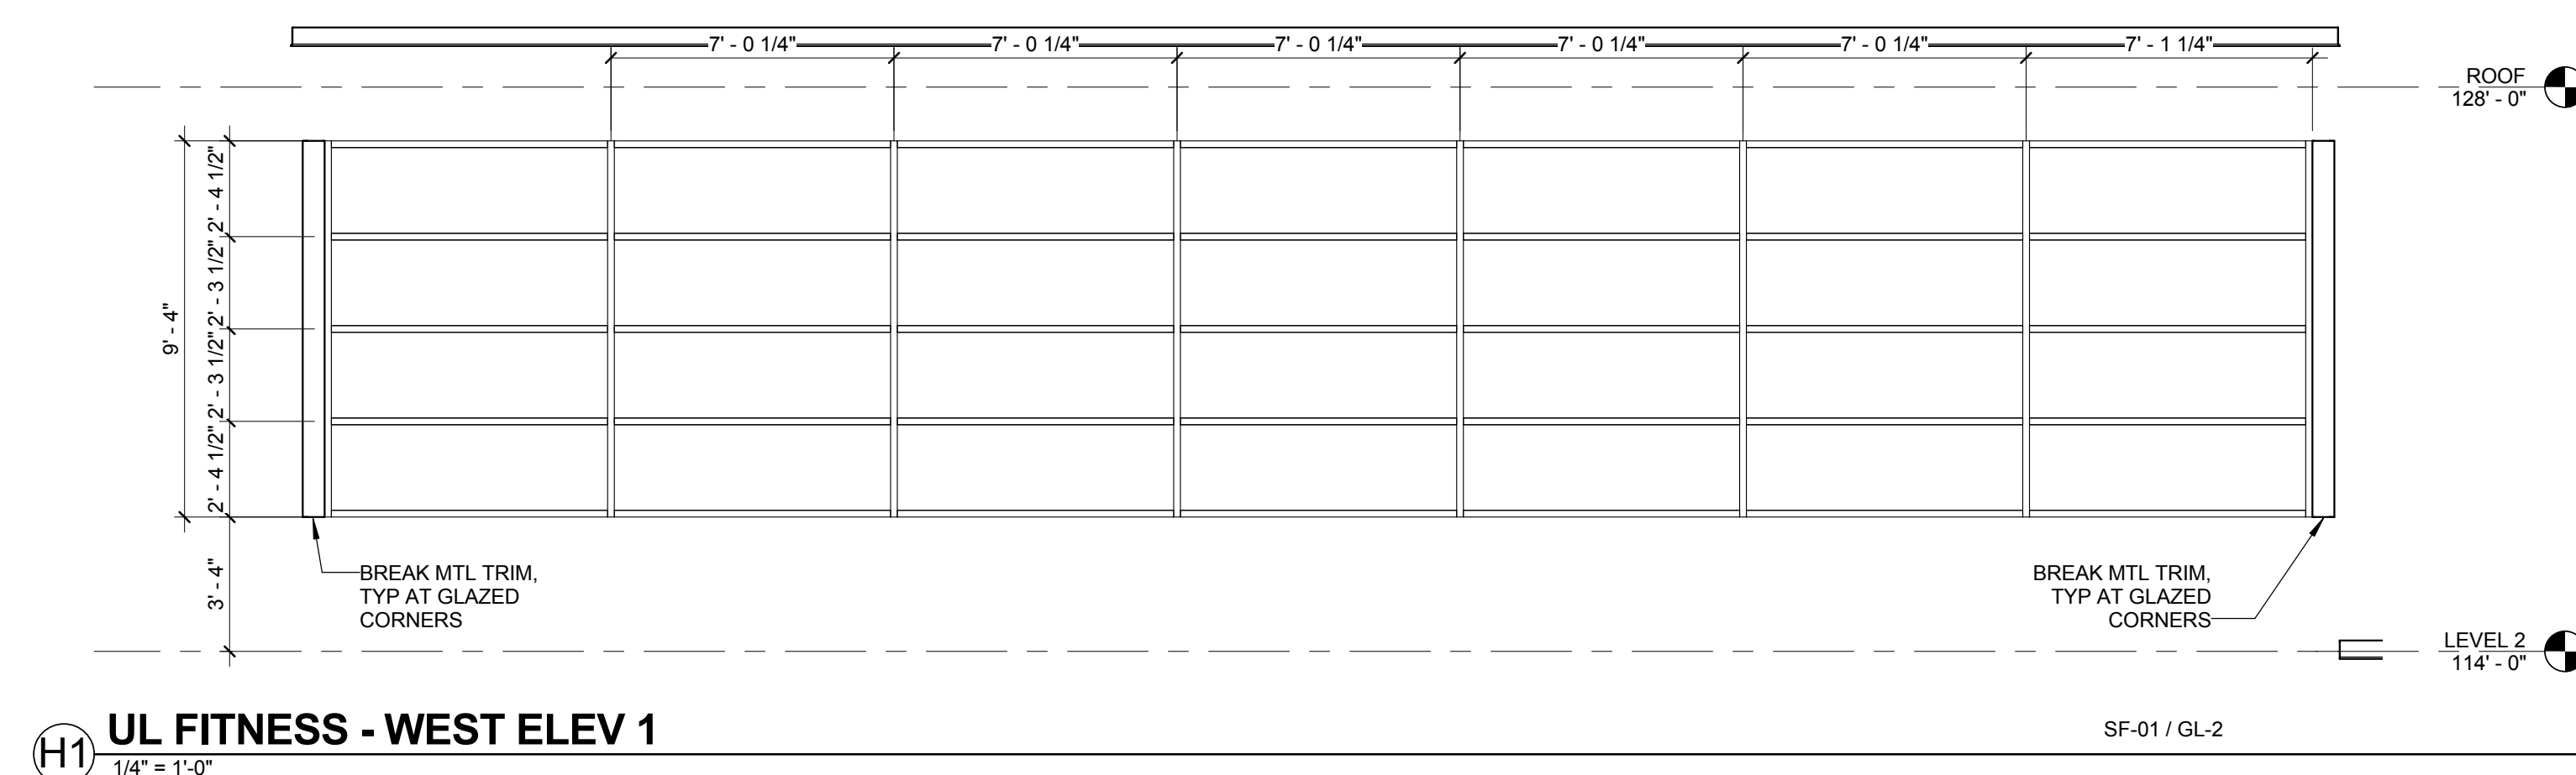 7' - 0 1/4" 7' - 0 1/4" 7' - 0 1/4" 7' - 0 1/4" 7' - 0 1/4" 7' - 1 1/4"
ROOF
128' - 0"
9' - 4"
2' - 4 1/2"
2' - 3 1/2"
2' - 3 1/2"
2' - 4 1/2"
3' - 4"
BREAK MTL TRIM,
TYP AT GLAZED
CORNERS
BREAK MTL TRIM,
TYP AT GLAZED
CORNERS
LEVEL 2
114' - 0"
H1
UL FITNESS - WEST ELEV 1
1/4" = 1'-0"
SF-01 / GL-2